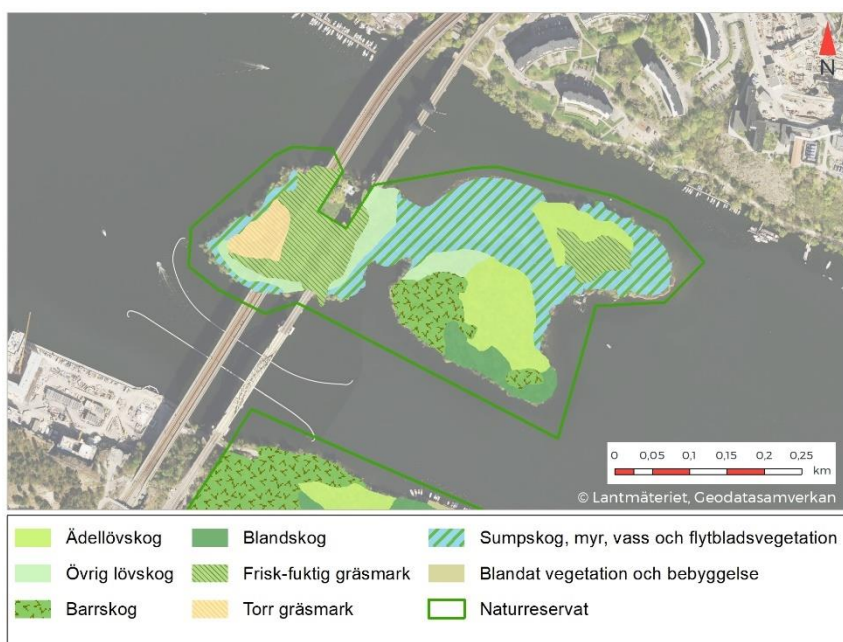 N
0 0,05 0,1 0,15 0,2 0,25
km
© Lantmäteriet, Geodatasamverkan
Ädellövskog
Blandskog
Sumpskog, myr, vass och flytbladsvegetation
Övrig lövskog
Frisk-fuktig gräsmark
Blandat vegetation och bebyggelse
Barrskog
Torr gräsmark
Naturreservat